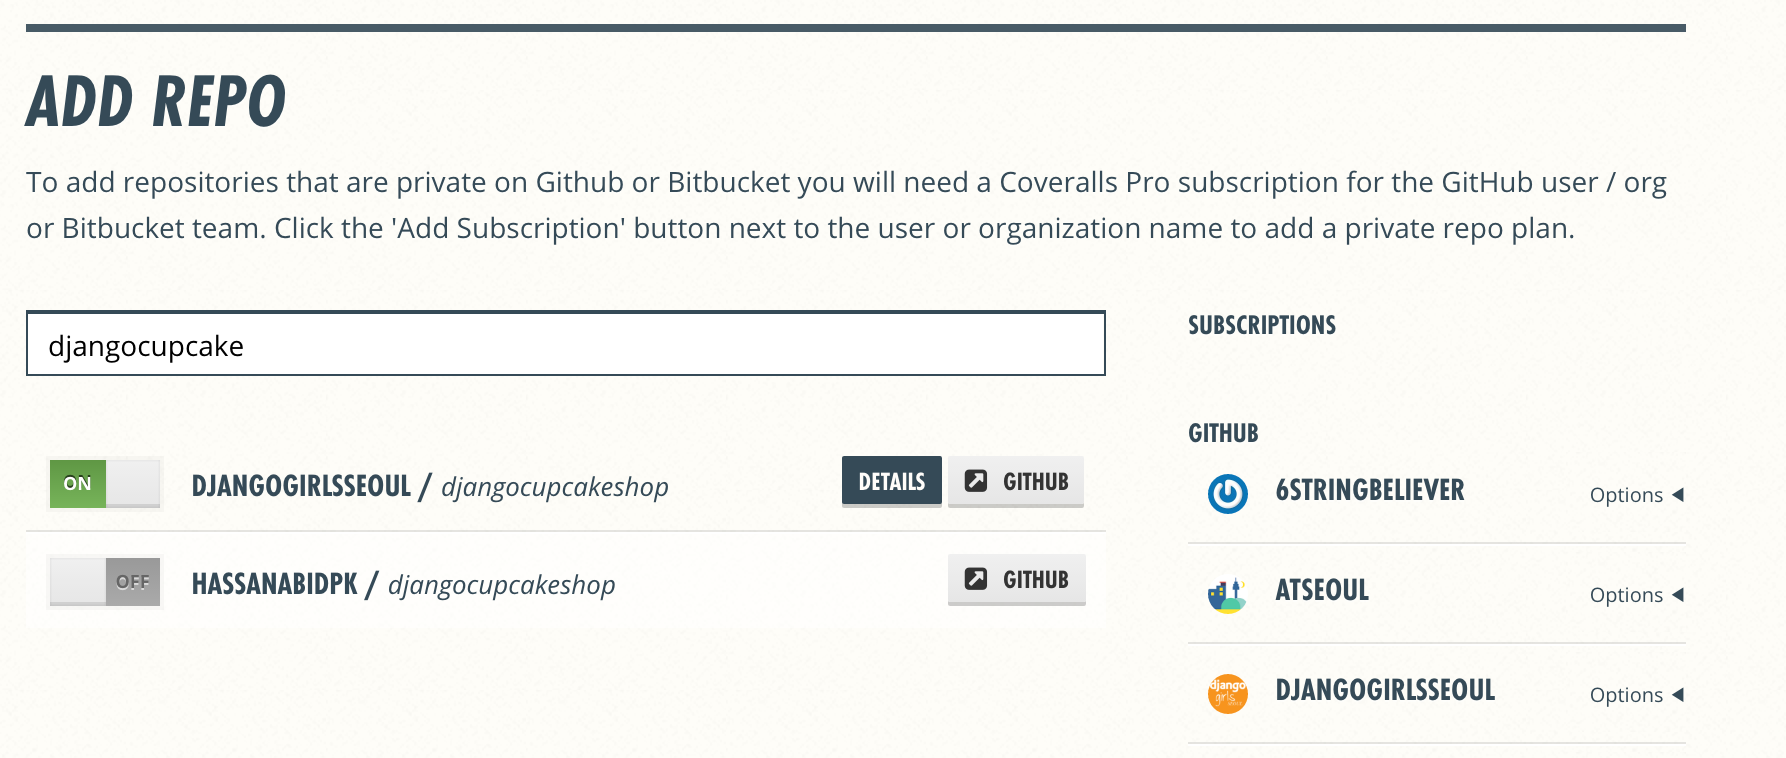 ADD REPO
To add repositories that are private on Github or Bitbucket you will need a Coveralls Pro subscription for the GitHub user / org
or Bitbucket team. Click the 'Add Subscription' button next to the user or organization name to add a private repo plan.
djangocupcake
ON DJANGOGIRLSSEOUL / djangocupcakeshop DETAILS GITHUB
OFF HASSANABIDPK / djangocupcakeshop GITHUB
SUBSCRIPTIONS
GITHUB
6STRINGBELIEVER Options
ATSEOUL Options
django
girls
DJANGOGIRLSSEOUL Options